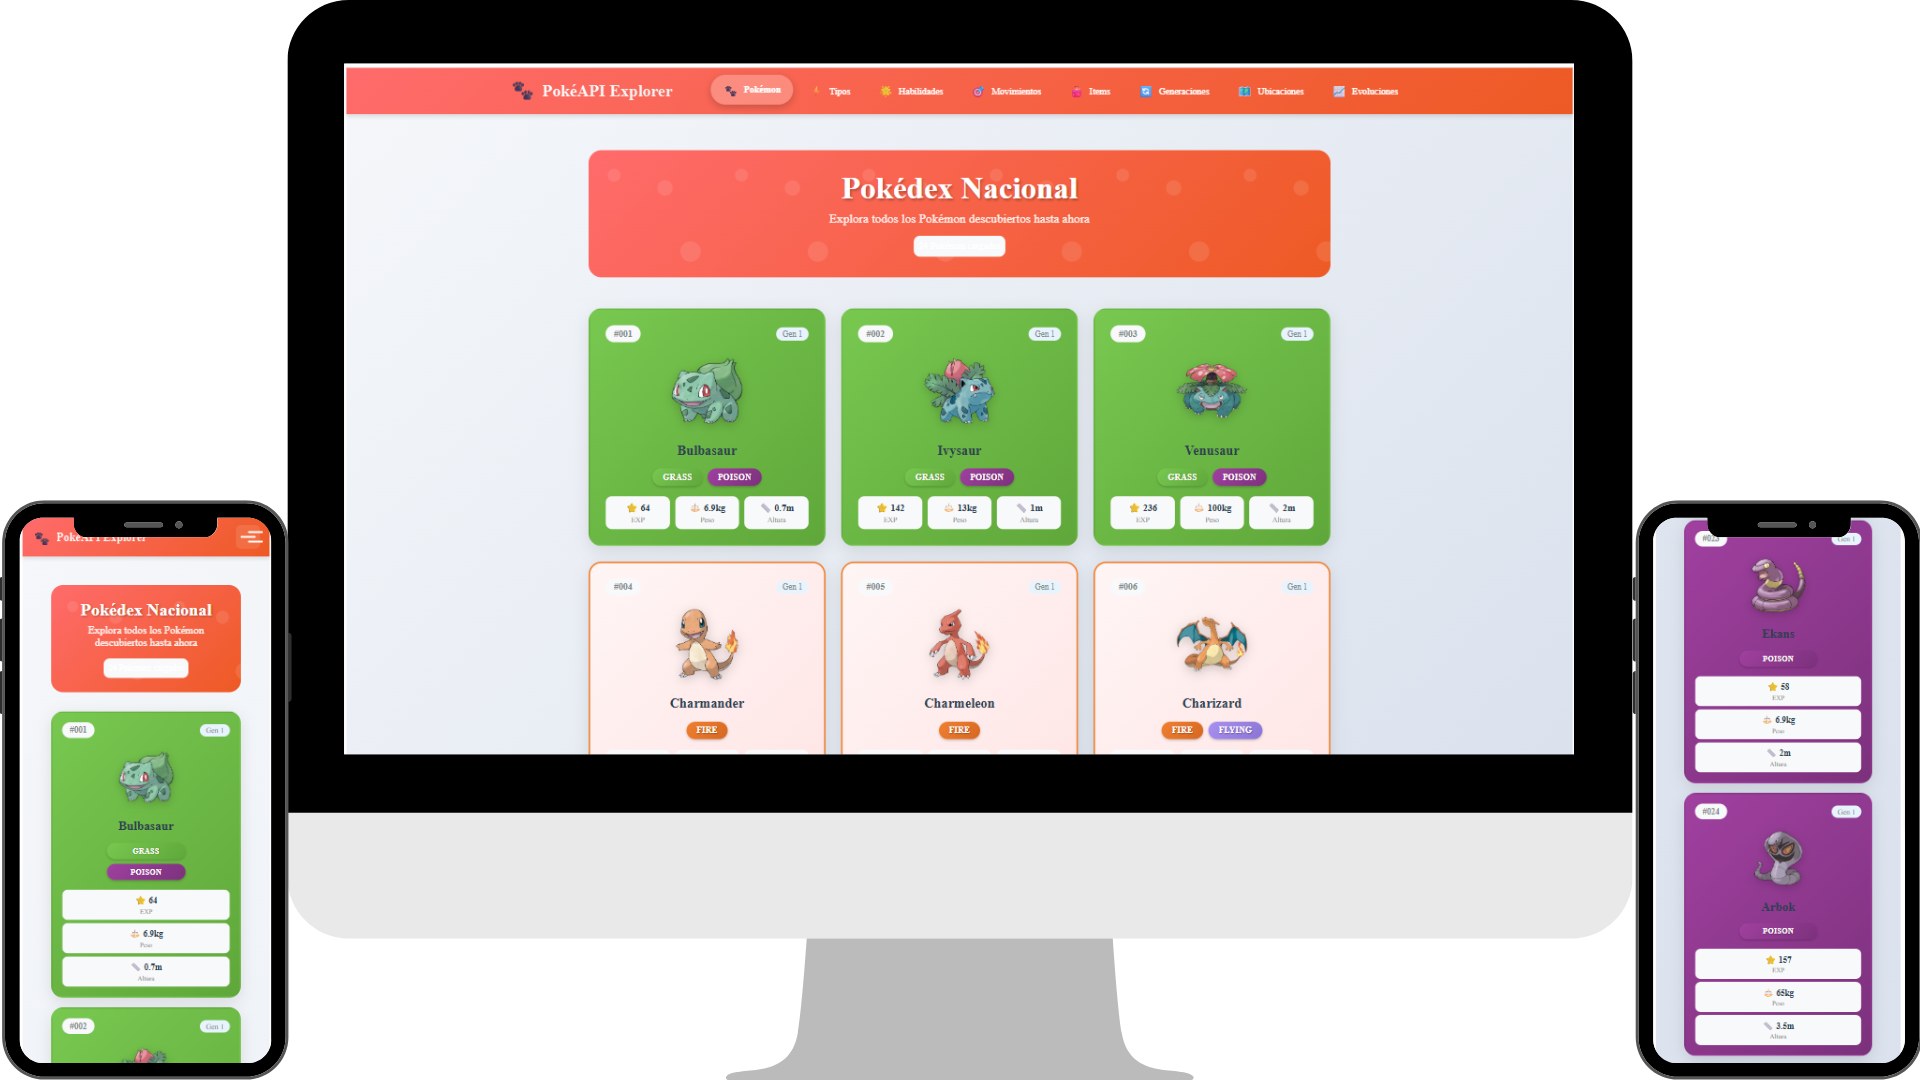 PokéAPI Explorer
Pokémon
Tipos
Habilidades
Movimientos
Items
Generaciones
Ubicaciones
Evoluciones
Pokédex Nacional
Explora todos los Pokémon descubiertos hasta ahora
#001
Gen 1
Bulbasaur
GRASS
POISON
64
EXP
6.9kg
Peso
0.7m
Altura
#002
Gen 1
Ivysaur
GRASS
POISON
142
EXP
13kg
Peso
1m
Altura
#003
Gen 1
Venusaur
GRASS
POISON
236
EXP
100kg
Peso
2m
Altura
#004
Gen 1
Charmander
FIRE
#005
Gen 1
Charmeleon
FIRE
#006
Gen 1
Charizard
FIRE
FLYING
PokéAPI Explorer
Pokédex Nacional
Explora todos los Pokémon
descubiertos hasta ahora
#001
Gen 1
Bulbasaur
GRASS
POISON
64
EXP
6.9kg
Peso
0.7m
Altura
#002
Gen 1
#023
Gen 1
Ekans
POISON
58
EXP
6.9kg
Peso
2m
Altura
#024
Gen 1
Arbok
POISON
157
EXP
65kg
Peso
3.5m
Altura